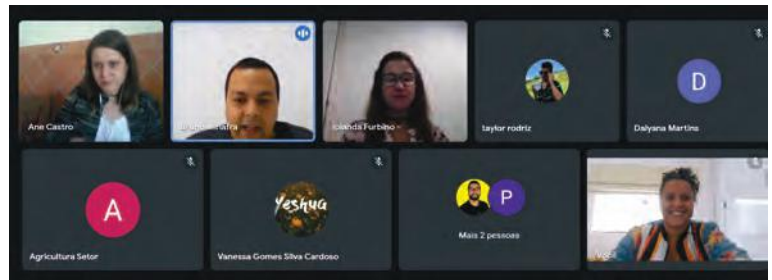 Ane Castro
Iolanda Furbino
taylor rodriz
D
Dalyana Martins
A
Agricultura Setor
Yeshua
Vanessa Gomes Silva Cardoso
P
Mais 2 pessoas